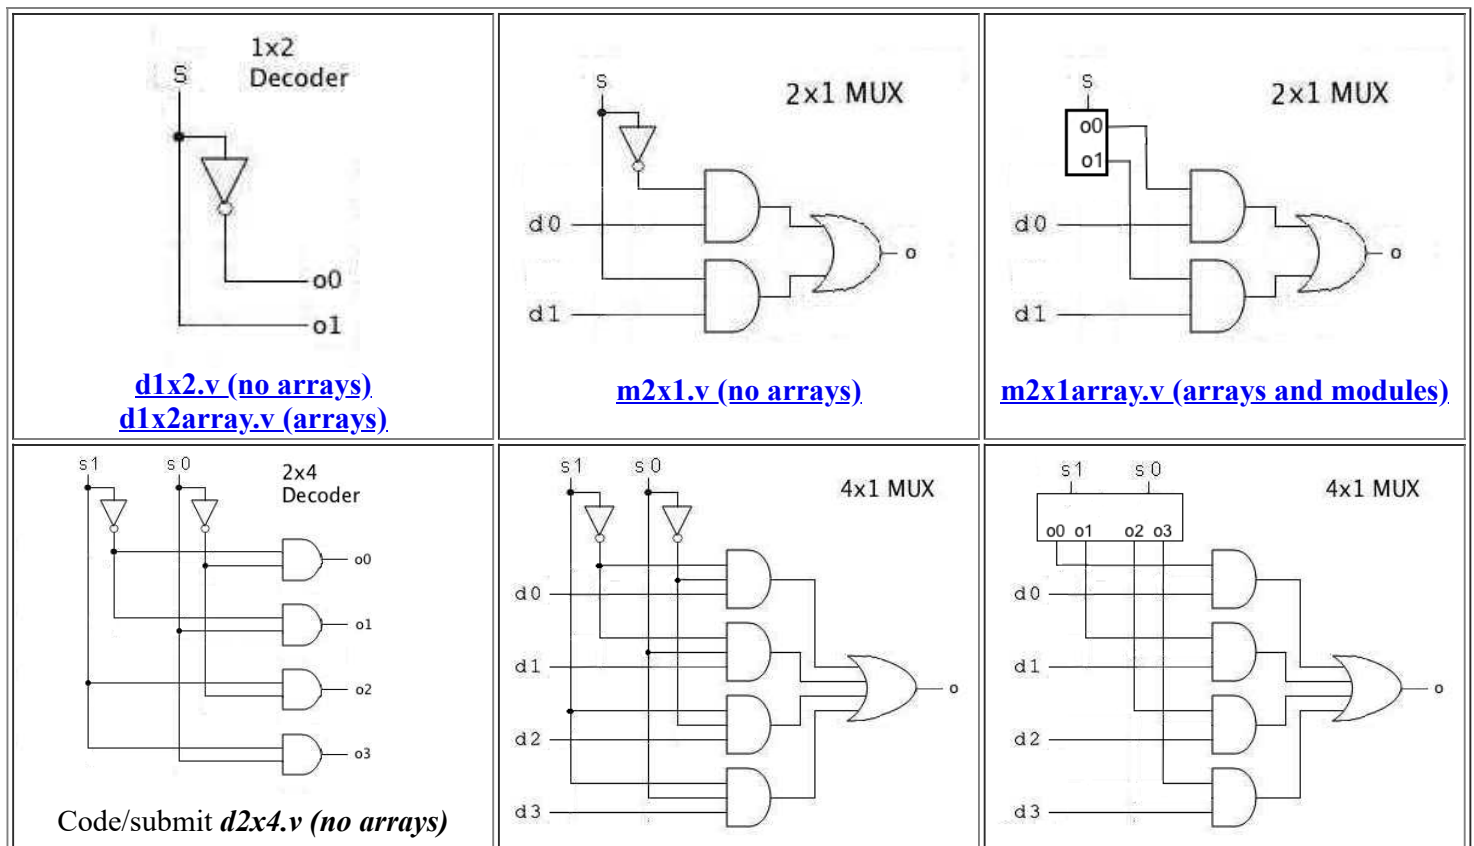 1x2
Decoder
S
o0
o1
d1x2.v (no arrays)
d1x2array.v (arrays)
2x1 MUX
S
d0
d1
o
m2x1.v (no arrays)
2x1 MUX
S
o0
o1
d0
d1
o
m2x1array.v (arrays and modules)
s1 s0
2x4
Decoder
o0
o1
o2
o3
Code/submit d2x4.v (no arrays)
s1 s0
4x1 MUX
d0
d1
d2
d3
o
s1 s0
4x1 MUX
o0 o1 o2 o3
d0
d1
d2
d3
o